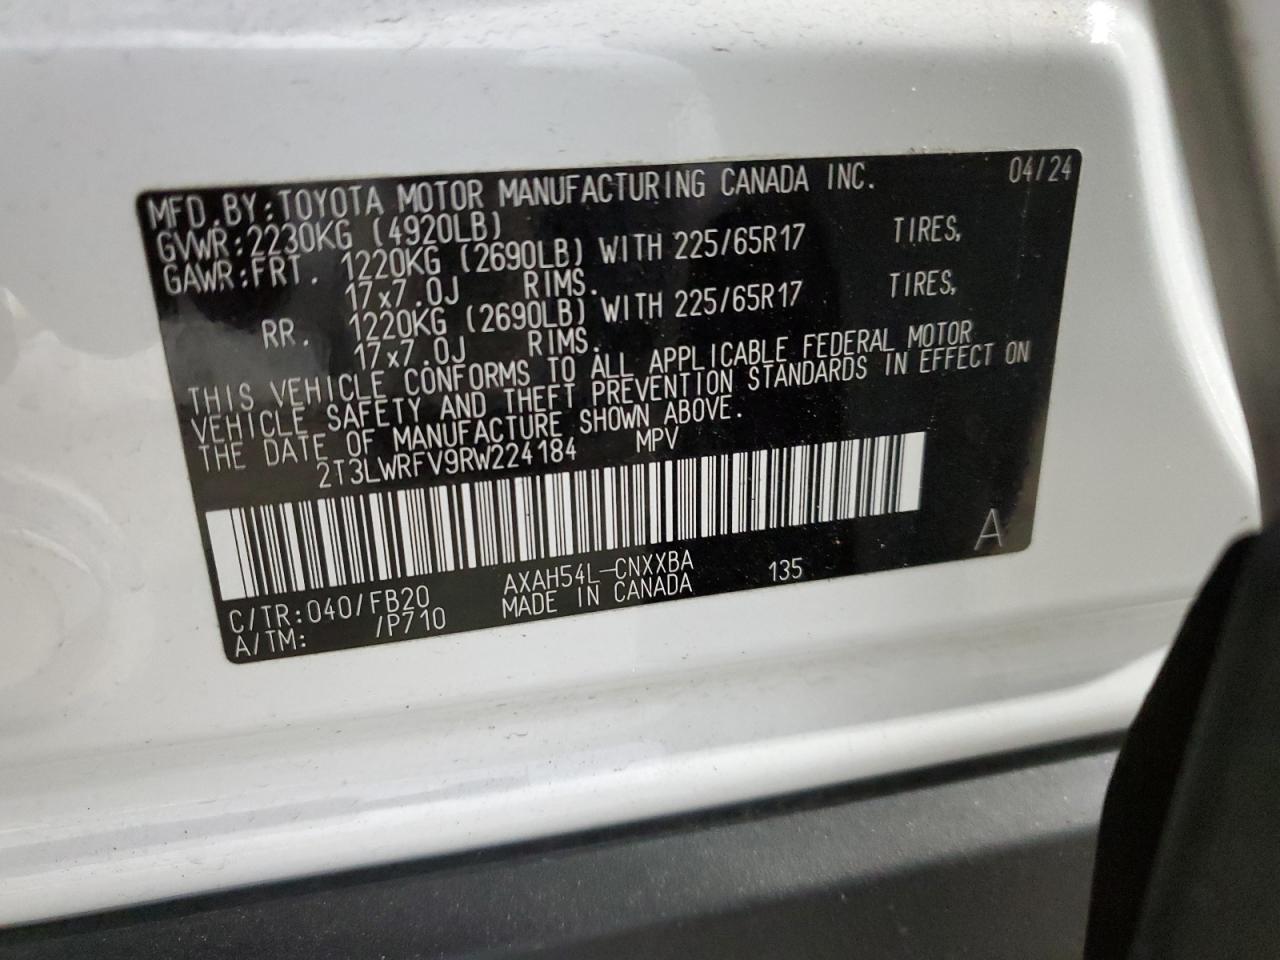 MFD.BY:TOYOTA MOTOR MANUFACTURING CANADA INC. 04/24
GVWR:2230KG (4920LB)
GAWR:FRT. 1220KG (2690LB) WITH 225/65R17 TIRES,
17x7.0J RIMS.
RR. 1220KG (2690LB) WITH 225/65R17 TIRES,
17x7.0J RIMS.
THIS VEHICLE CONFORMS TO ALL APPLICABLE FEDERAL MOTOR
VEHICLE SAFETY AND THEFT PREVENTION STANDARDS IN EFFECT ON
THE DATE OF MANUFACTURE SHOWN ABOVE.
2T3LWRFV9RW224184 MPV
A
C/TR:040/FB20 AXAH54L-CNXXBA 135
A/TM: /P710 MADE IN CANADA